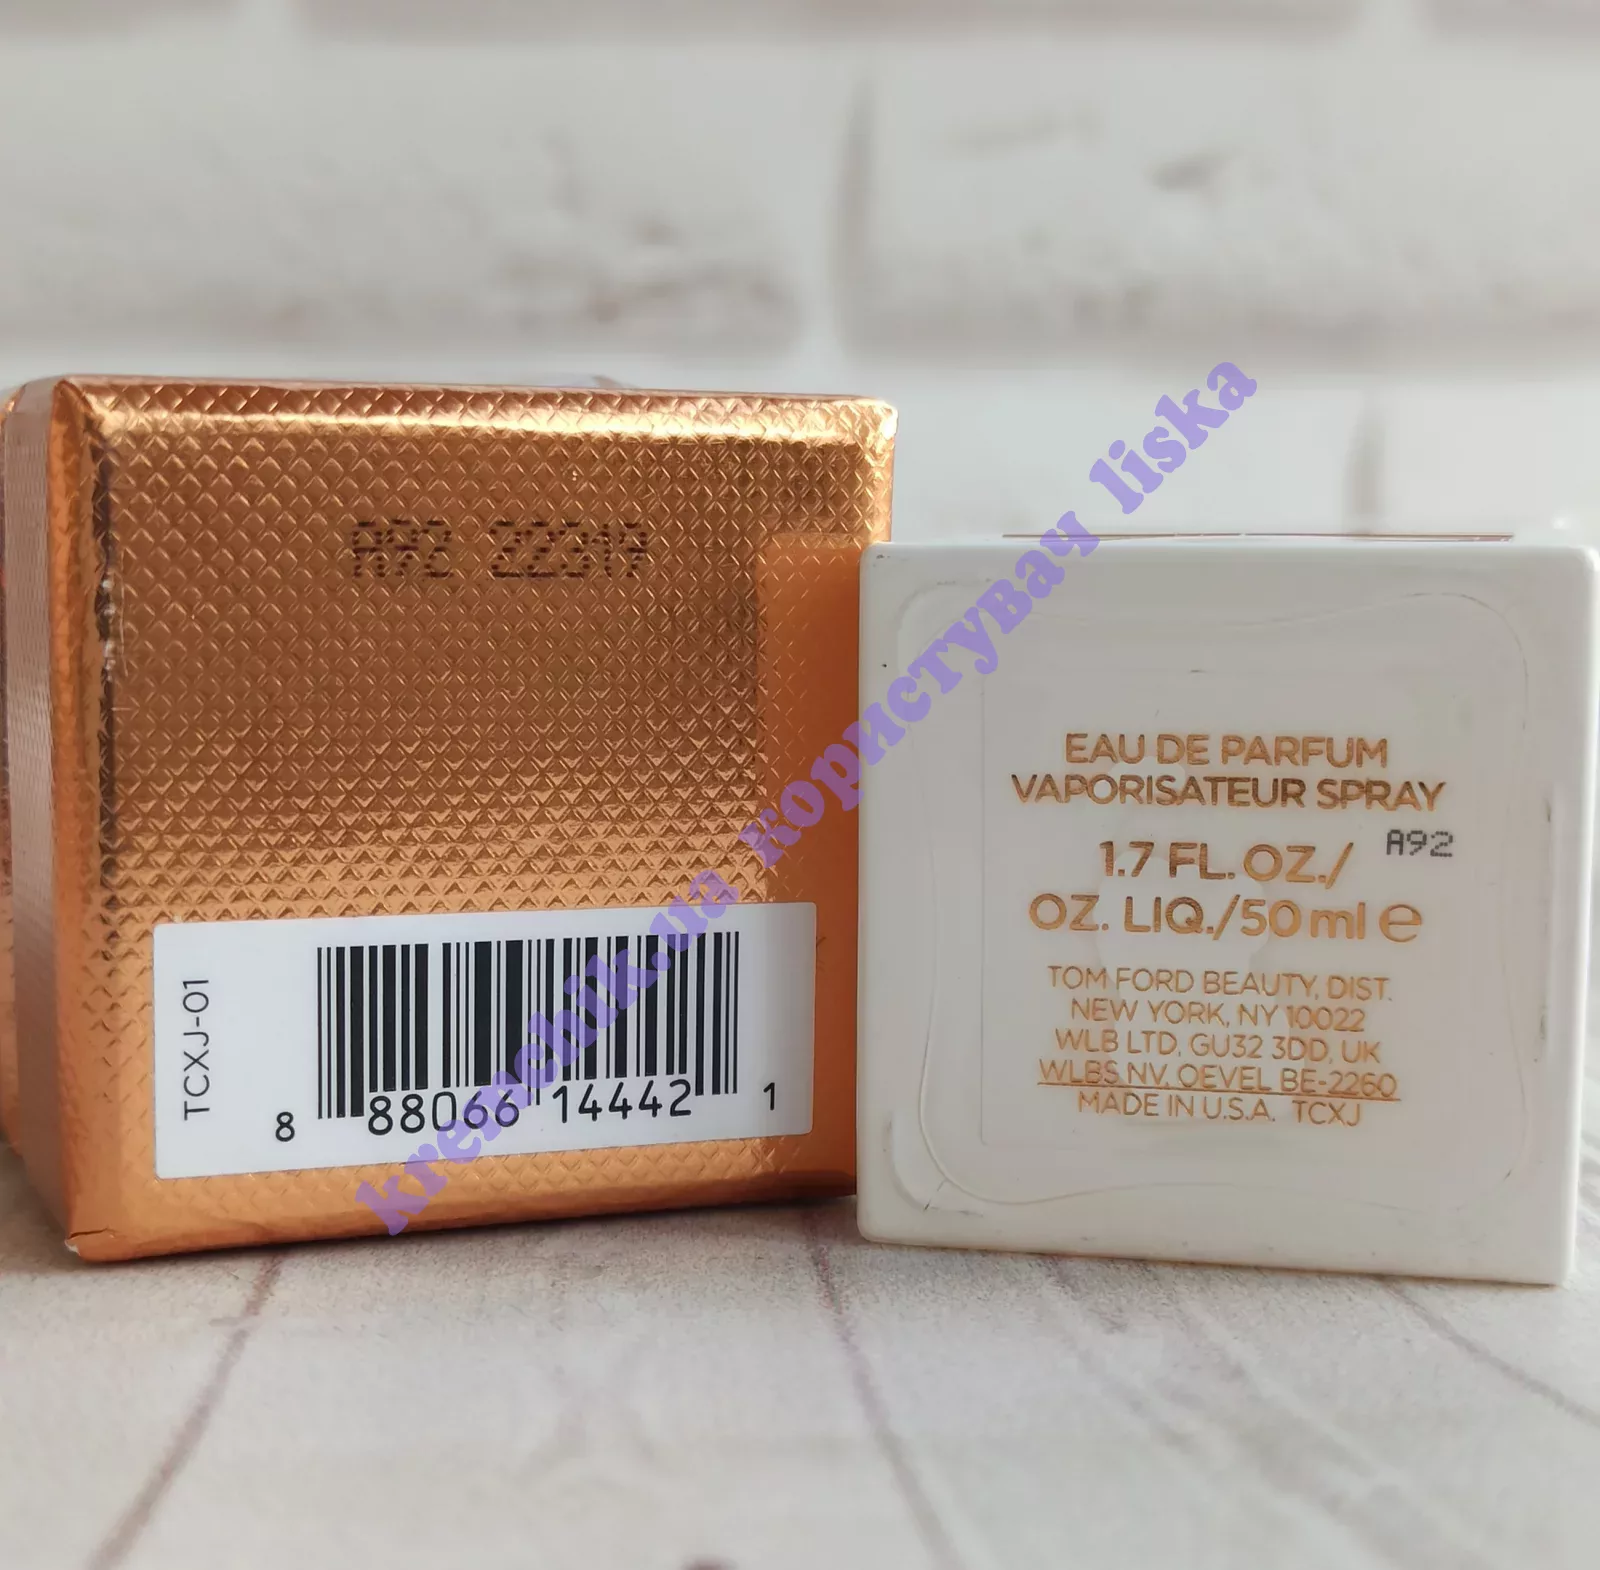 A92 22319
TCXJ-01
8 88066 14442 1
EAU DE PARFUM
VAPORISATEUR SPRAY
1.7 FL. OZ./
A92
OZ. LIQ./50 ml e
TOM FORD BEAUTY, DIST.
NEW YORK, NY 10022
WLB LTD, GU32 3DD, UK
WLBS NV, OEVEL BE-2260
MADE IN U.S.A. TCXJ
kremchik.ua користувач liska